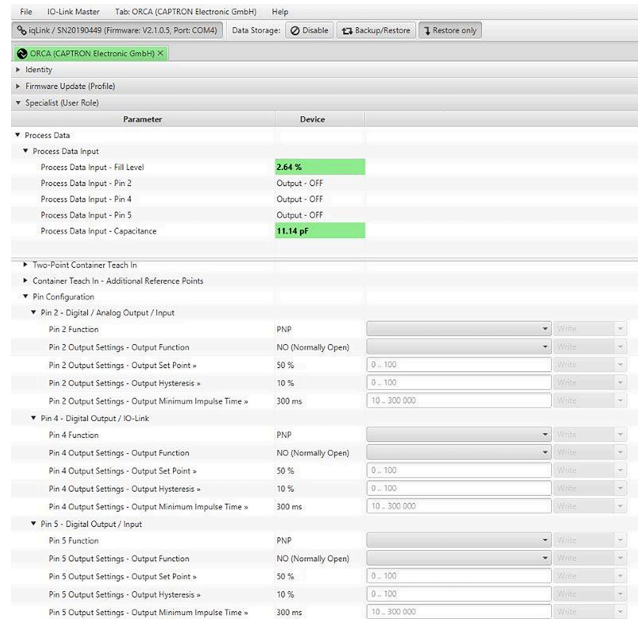 File IO-Link Master Tab: ORCA (CAPTRON Electronic GmbH) Help
iqLink / SN20190449 (Firmware: V2.1.0.5, Port: COM4) Data Storage: Disable Backup/Restore Restore only
ORCA (CAPTRON Electronic GmbH) ×
Identity
Firmware Update (Profile)
Specialist (User Role)
Parameter Device
Process Data
Process Data Input
Process Data Input - Fill Level 2.64 %
Process Data Input - Pin 2 Output - OFF
Process Data Input - Pin 4 Output - OFF
Process Data Input - Pin 5 Output - OFF
Process Data Input - Capacitance 11.14 pF
Two-Point Container Teach In
Container Teach In - Additional Reference Points
Pin Configuration
Pin 2 - Digital / Analog Output / Input
Pin 2 Function PNP Write
Pin 2 Output Settings - Output Function NO (Normally Open) Write
Pin 2 Output Settings - Output Set Point » 50 % 0 .. 100 Write
Pin 2 Output Settings - Output Hysteresis » 10 % 0 .. 100 Write
Pin 2 Output Settings - Output Minimum Impulse Time » 300 ms 10 .. 300 000 Write
Pin 4 - Digital Output / IO-Link
Pin 4 Function PNP Write
Pin 4 Output Settings - Output Function NO (Normally Open) Write
Pin 4 Output Settings - Output Set Point » 50 % 0 .. 100 Write
Pin 4 Output Settings - Output Hysteresis » 10 % 0 .. 100 Write
Pin 4 Output Settings - Output Minimum Impulse Time » 300 ms 10 .. 300 000 Write
Pin 5 - Digital Output / Input
Pin 5 Function PNP Write
Pin 5 Output Settings - Output Function NO (Normally Open) Write
Pin 5 Output Settings - Output Set Point » 50 % 0 .. 100 Write
Pin 5 Output Settings - Output Hysteresis » 10 % 0 .. 100 Write
Pin 5 Output Settings - Output Minimum Impulse Time » 300 ms 10 .. 300 000 Write